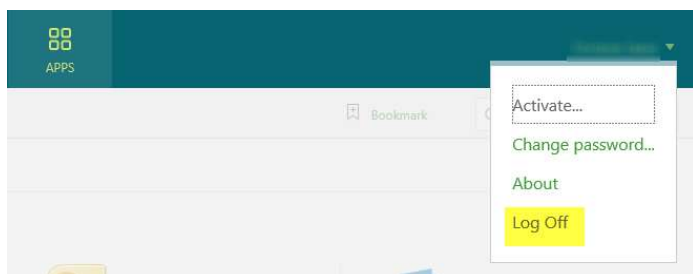 APPS
Bookmark
Activate...
Change password...
About
Log Off